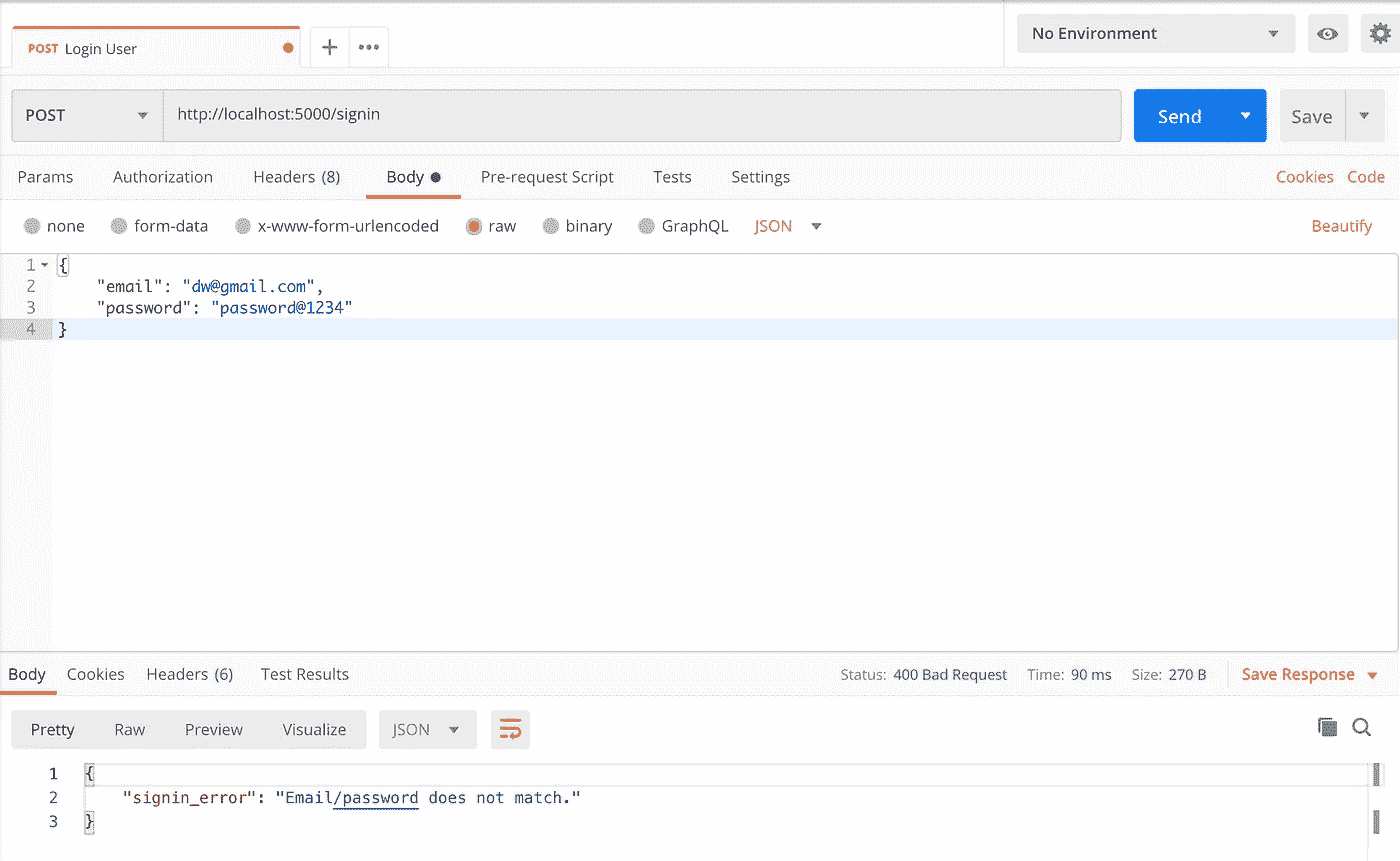 POST Login User
No Environment
POST http://localhost:5000/signin Send Save
Params Authorization Headers (8) Body Pre-request Script Tests Settings Cookies Code
none form-data x-www-form-urlencoded raw binary GraphQL JSON Beautify
1 {
2 "email": "dw@gmail.com",
3 "password": "password@1234"
4 }
Body Cookies Headers (6) Test Results Status: 400 Bad Request Time: 90 ms Size: 270 B Save Response
Pretty Raw Preview Visualize JSON
1 {
2 "signin_error": "Email/password does not match."
3 }